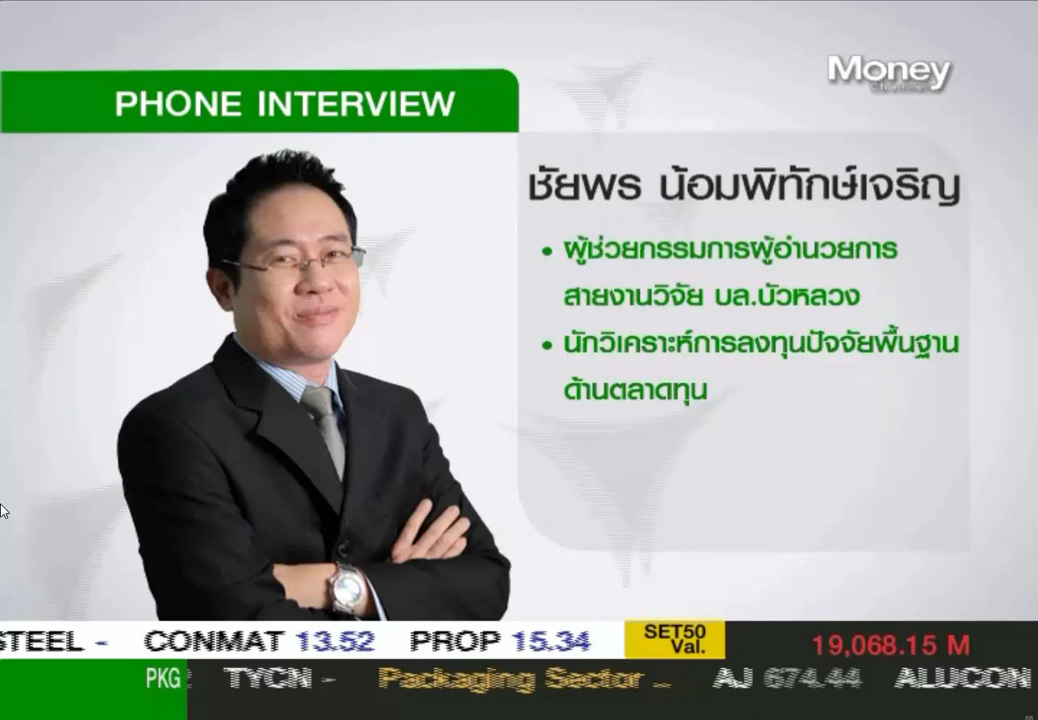 Money
Channel
PHONE INTERVIEW
ชัยพร น้อมพิทักษ์เจริญ
• ผู้ช่วยกรรมการผู้อำนวยการ
สายงานวิจัย บล.บัวหลวง
• นักวิเคราะห์การลงทุนปัจจัยพื้นฐาน
ด้านตลาดทุน
STEEL - CONMAT 13.52 PROP 15.34 SET50 Val. 19,068.15 M
PKG TYCN - Packaging Sector -- AJ 674.44 ALUCON